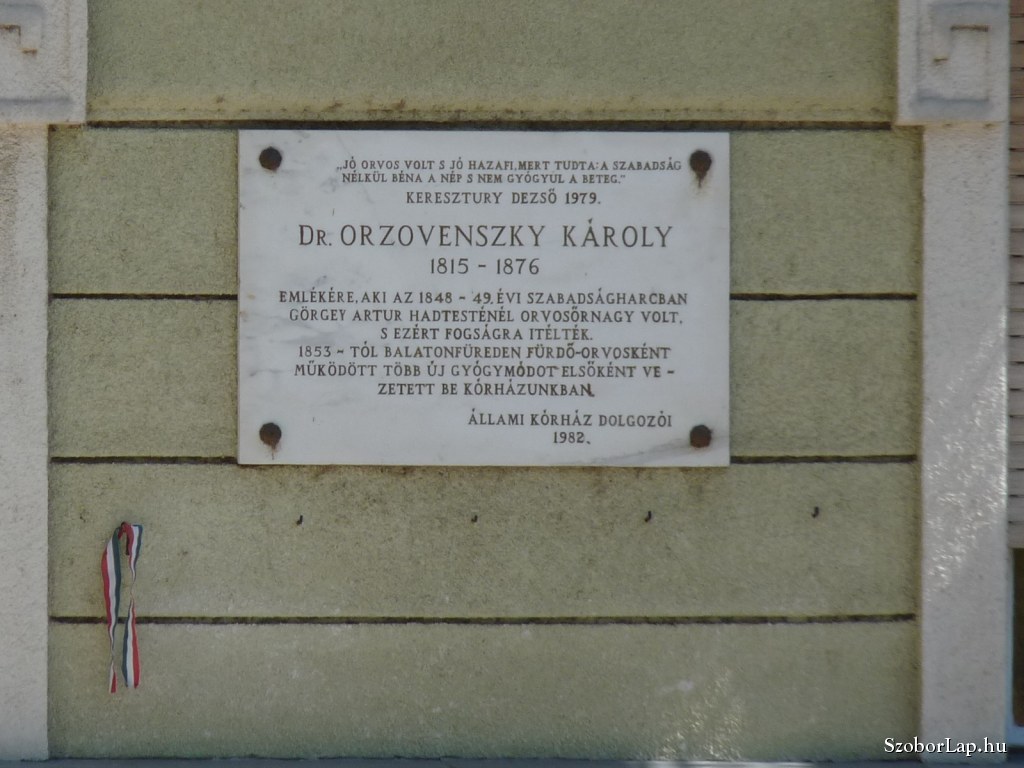 „JÓ ORVOS VOLT S JÓ HAZAFI, MERT TUDTA: A SZABADSÁG
NÉLKÜL BÉNA A NÉP S NEM GYÓGYUL A BETEG."
KERESZTURY DEZSŐ 1979.
DR. ORZOVENSZKY KÁROLY
1815 - 1876
EMLÉKÉRE, AKI AZ 1848 - 49. ÉVI SZABADSÁGHARCBAN
GÖRGEY ARTUR HADTESTÉNÉL ORVOSŐRNAGY VOLT,
S EZÉRT FOGSÁGRA ITÉLTÉK.
1853 - TÓL BALATONFÜREDEN FÜRDŐ-ORVOSKÉNT
MŰKÖDÖTT TÖBB ÚJ GYÓGYMÓDOT ELSŐKÉNT VE -
ZETETT BE KÓRHÁZUNKBAN.
ÁLLAMI KÓRHÁZ DOLGOZÓI
1982.
SzoborLap.hu